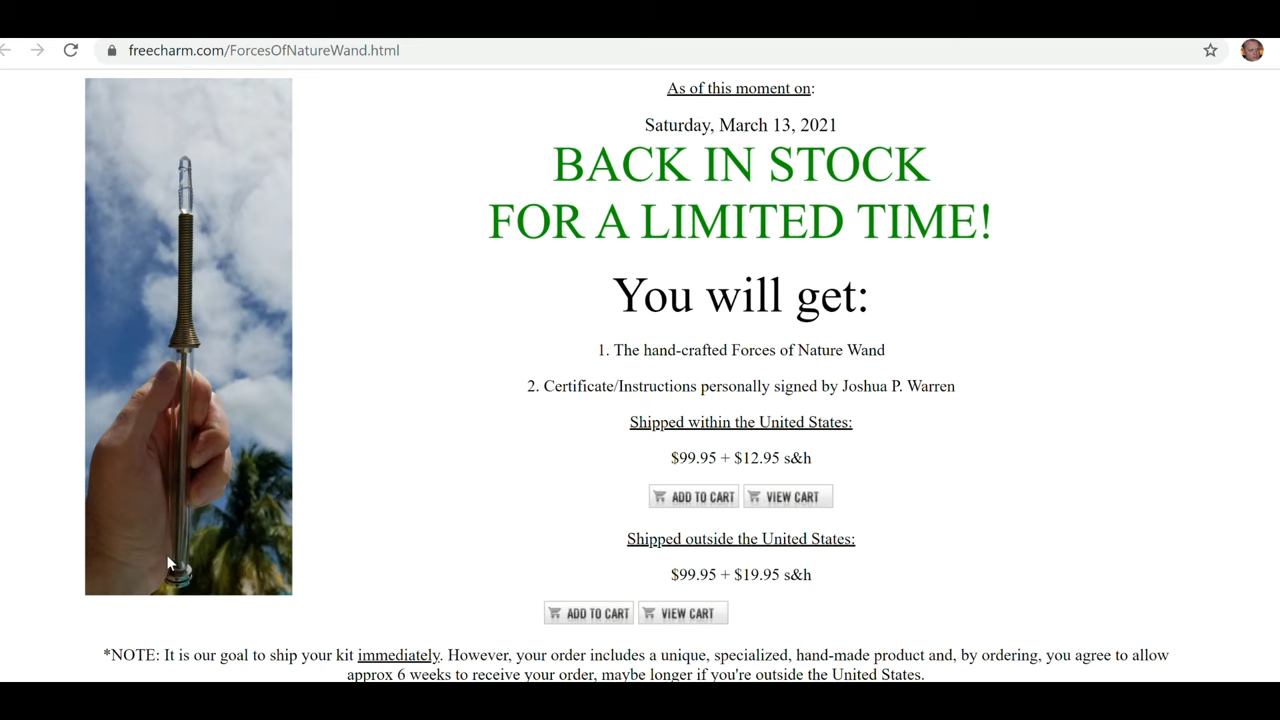 freecharm.com/ForcesOfNatureWand.html
As of this moment on:
Saturday, March 13, 2021
BACK IN STOCK
FOR A LIMITED TIME!
You will get:
1. The hand-crafted Forces of Nature Wand
2. Certificate/Instructions personally signed by Joshua P. Warren
Shipped within the United States:
$99.95 + $12.95 s&h
ADD TO CART VIEW CART
Shipped outside the United States:
$99.95 + $19.95 s&h
ADD TO CART VIEW CART
*NOTE: It is our goal to ship your kit immediately. However, your order includes a unique, specialized, hand-made product and, by ordering, you agree to allow
approx 6 weeks to receive your order, maybe longer if you're outside the United States.